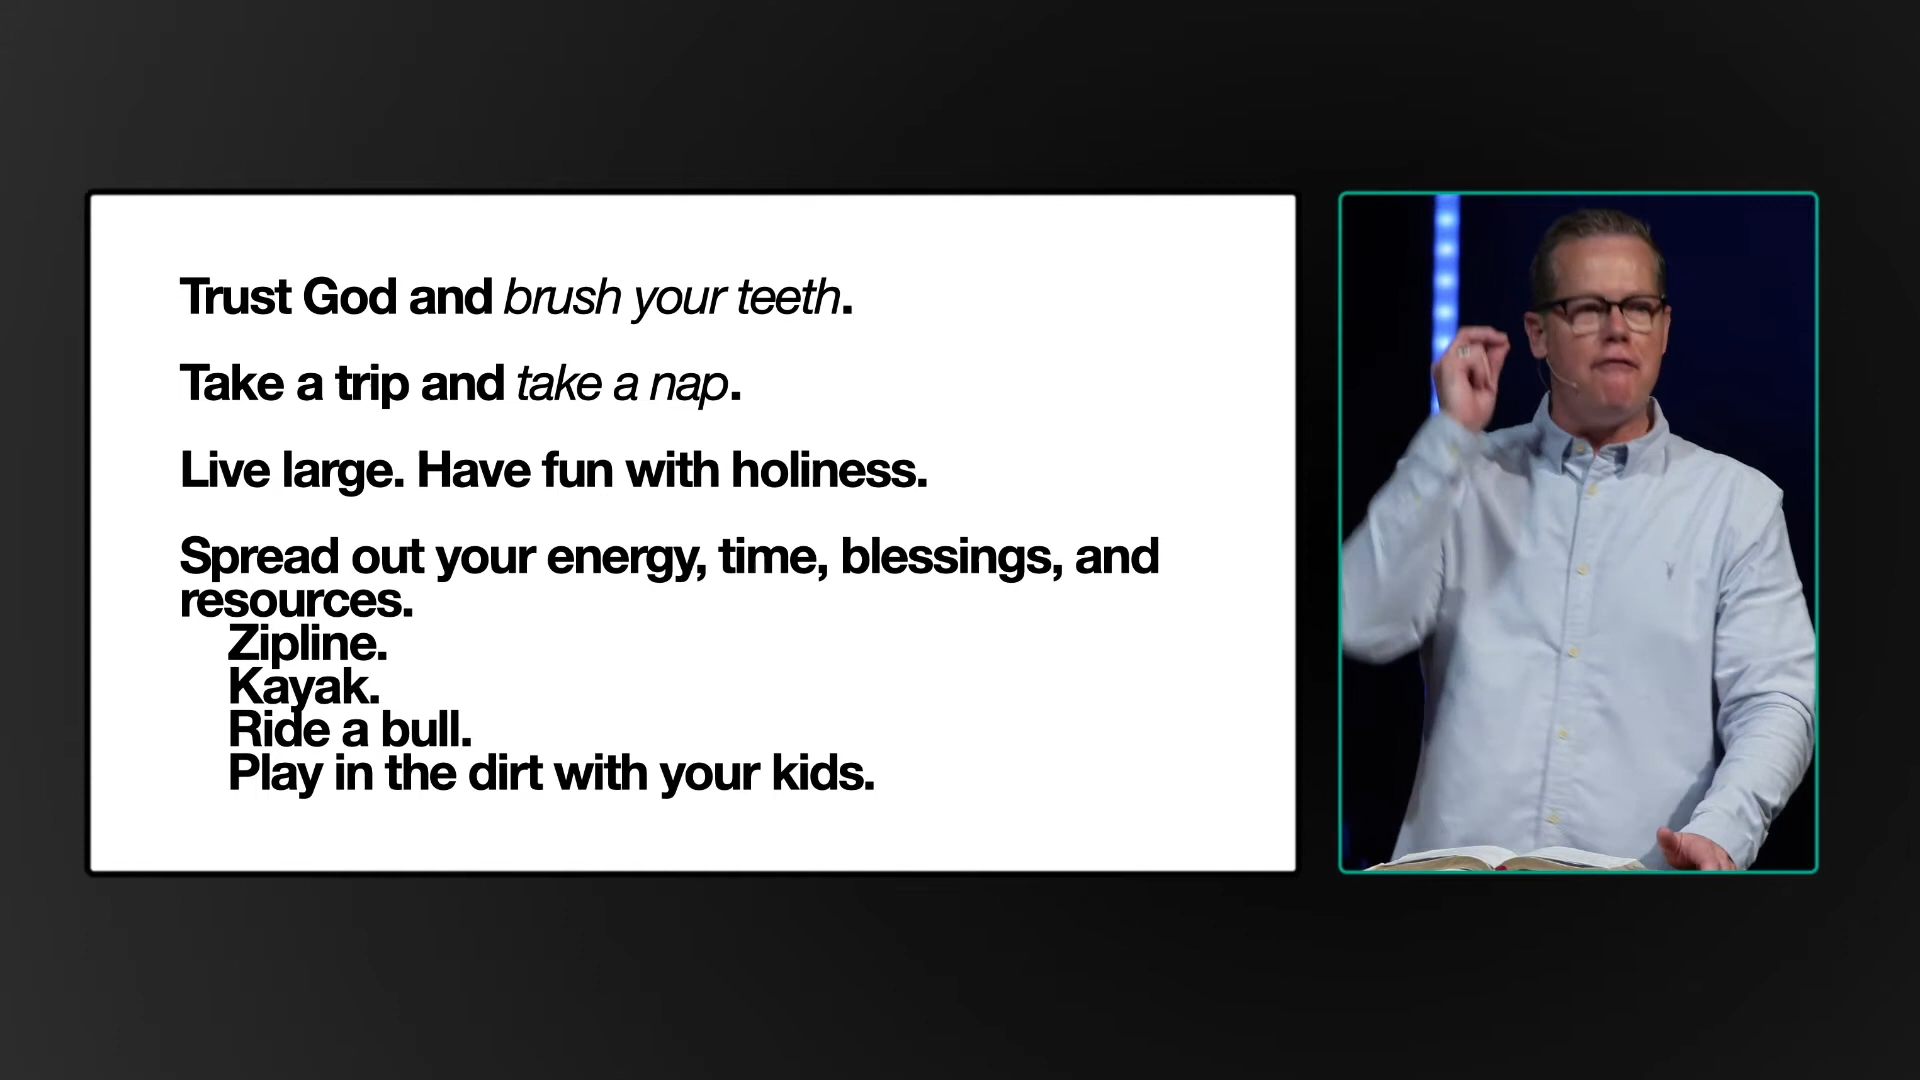 Trust God and brush your teeth.
Take a trip and take a nap.
Live large. Have fun with holiness.
Spread out your energy, time, blessings, and
resources.
Zipline.
Kayak.
Ride a bull.
Play in the dirt with your kids.